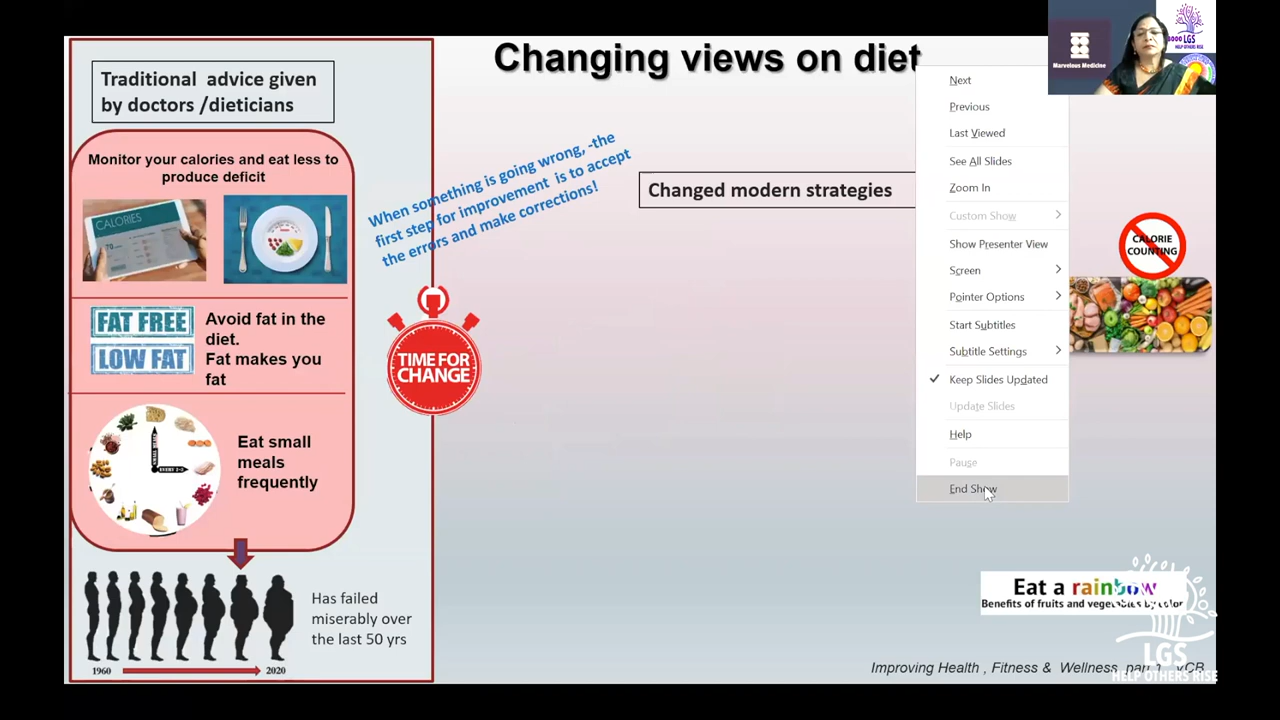 Changing views on diet
Traditional advice given
by doctors /dieticians
Monitor your calories and eat less to
produce deficit
CALORIES
FAT FREE
LOW FAT
Avoid fat in the
diet.
Fat makes you
fat
Eat small
meals
frequently
Has failed
miserably over
the last 50 yrs
1960
2020
When something is going wrong, -the
first step for improvement is to accept
the errors and make corrections!
TIME FOR
CHANGE
Changed modern strategies
Next
Previous
Last Viewed
See All Slides
Zoom In
Custom Show
Show Presenter View
Screen
Pointer Options
Start Subtitles
Subtitle Settings
Keep Slides Updated
Update Slides
Help
Pause
End Show
CALORIE
COUNTING
Eat a rainbow
Benefits of fruits and vegetables by color
Improving Health , Fitness & Wellness
LGS
HELP OTHERS RISE
Marvelous Medicine
LGS
HELP OTHERS RISE